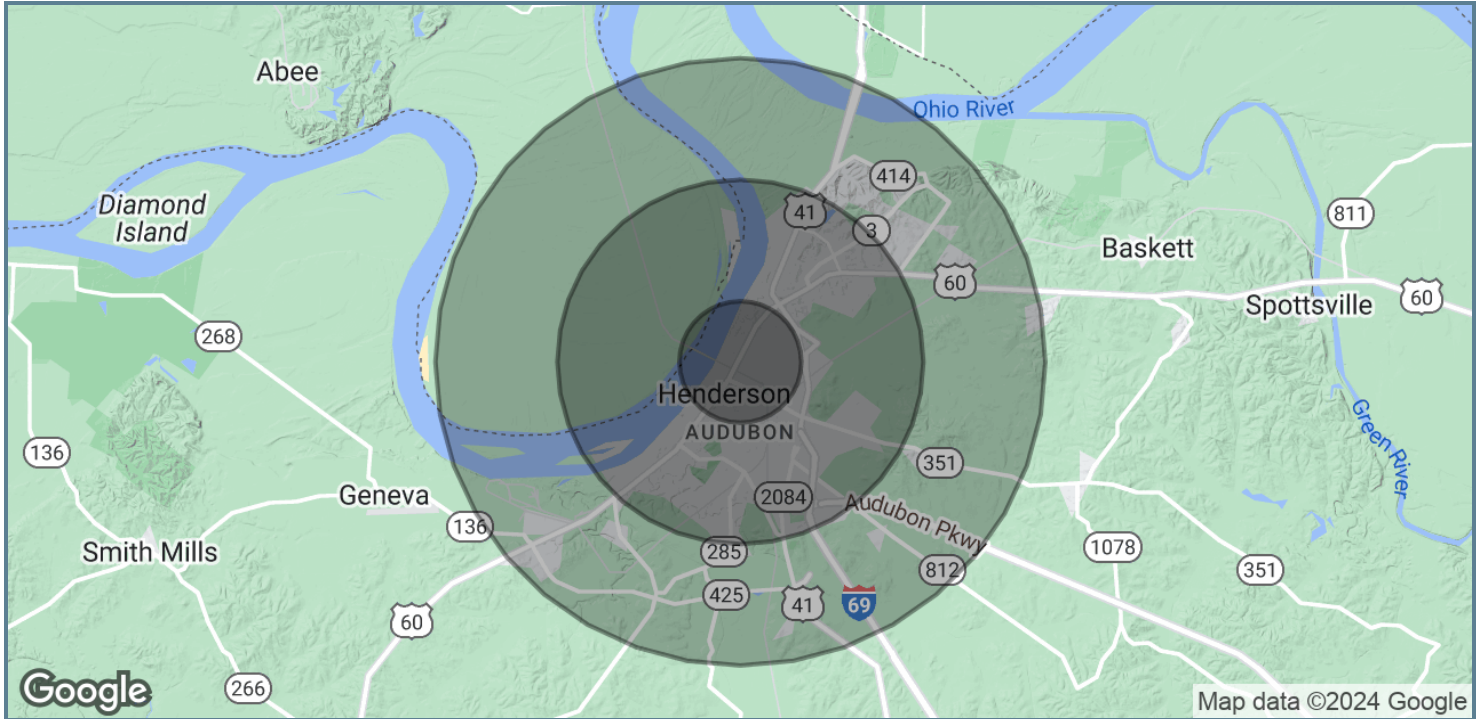 Abee
Ohio River
414
Diamond
Island
41
3
811
Baskett
60
60
Spottsville
268
Henderson
AUDUBON
Green River
136
351
Geneva
2084
Audubon Pkwy
136
Smith Mills
285
1078
812
351
425
41
69
60
266
Google
Map data ©2024 Google